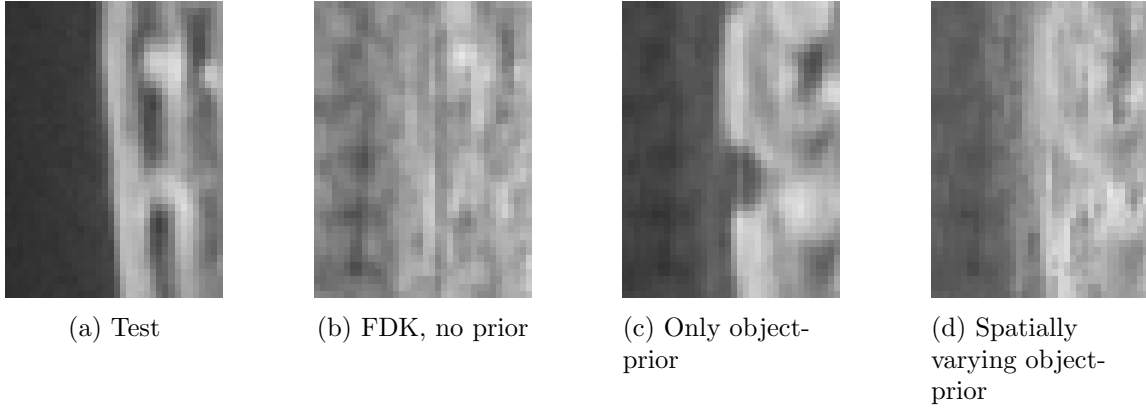 (a) Test
(b) FDK, no prior
(c) Only object-
prior
(d) Spatially
varying object-
prior